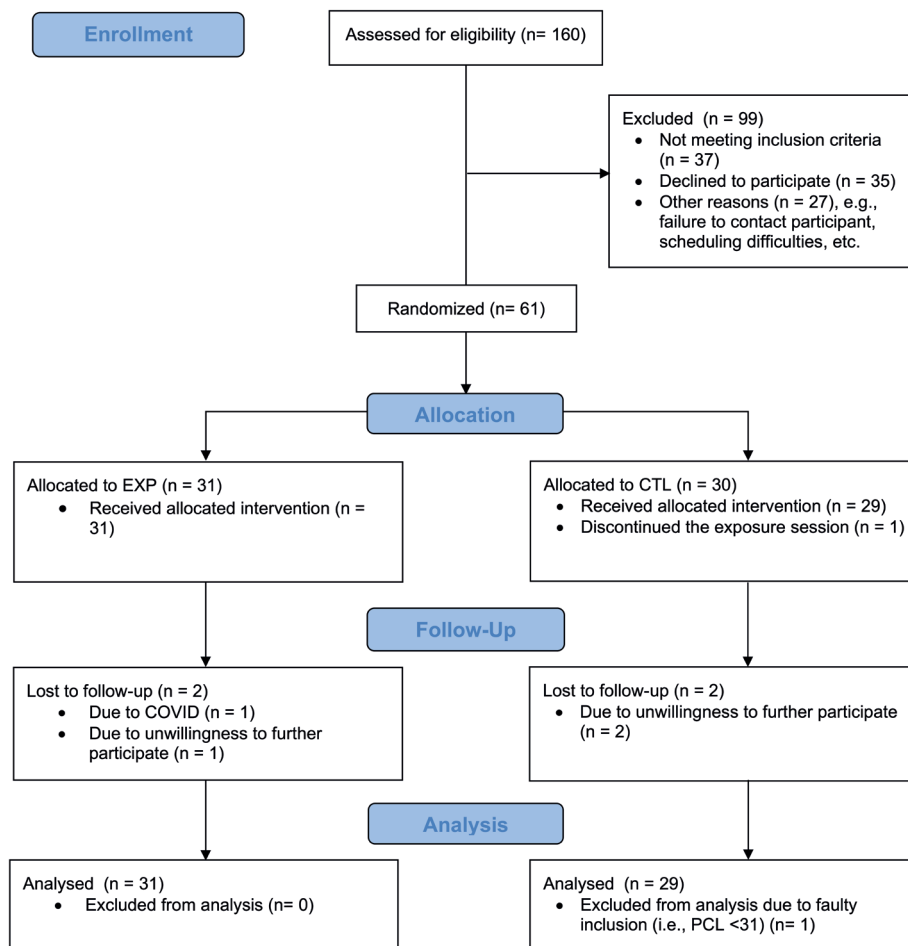 Enrollment
Assessed for eligibility (n= 160)
Excluded  (n = 99)
• Not meeting inclusion criteria
(n = 37)
• Declined to participate (n = 35)
• Other reasons (n = 27), e.g.,
failure to contact participant,
scheduling difficulties, etc.
Randomized (n= 61)
Allocation
Allocated to EXP (n = 31)
• Received allocated intervention (n =
31)
Allocated to CTL (n = 30)
• Received allocated intervention (n = 29)
• Discontinued the exposure session (n = 1)
Follow-Up
Lost to follow-up (n = 2)
• Due to COVID (n = 1)
• Due to unwillingness to further
participate (n = 1)
Lost to follow-up (n = 2)
• Due to unwillingness to further participate
(n = 2)
Analysis
Analysed  (n = 31)
• Excluded from analysis (n= 0)
Analysed  (n = 29)
• Excluded from analysis due to faulty
inclusion (i.e., PCL <31) (n= 1)